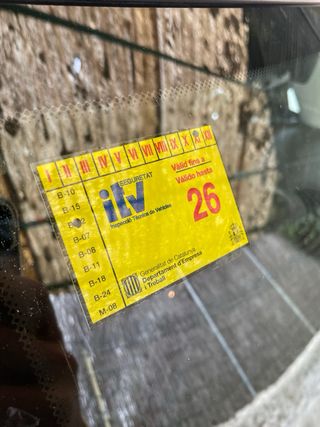 I II III IV V VI VII VIII IX X XI XII
B-10
B-15
B-07
B-08
B-11
B-18
B-24
M-08
SEGURETAT
itv
Inspecció Tècnica de Vehicles
Vàlid fins a
Válido hasta
26
Generalitat de Catalunya
Departament d'Empresa
i Treball